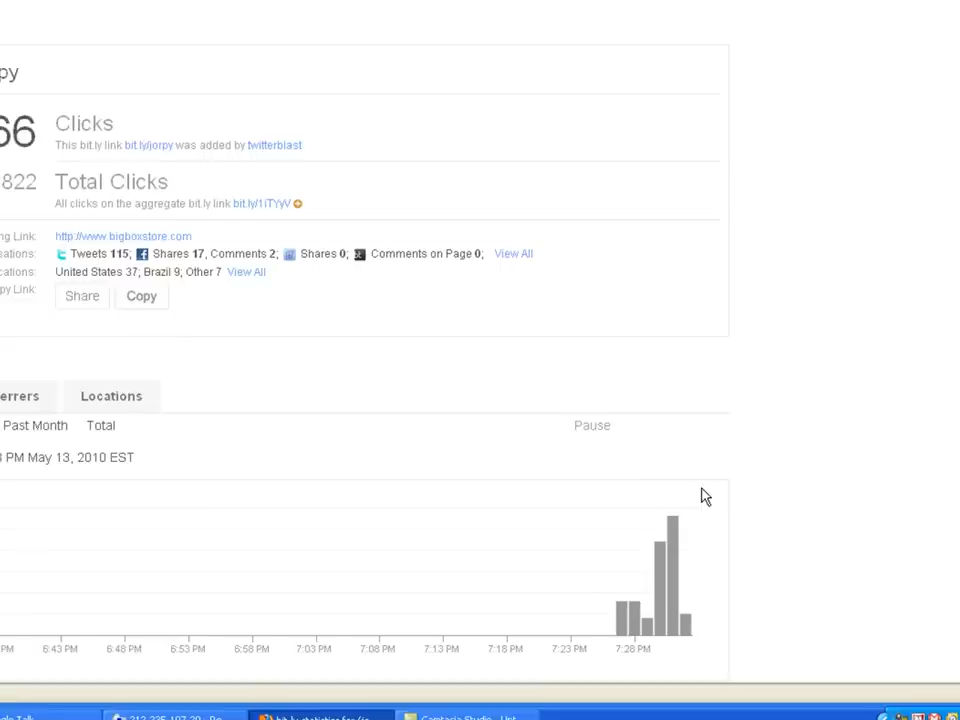 py
66 Clicks
This bit.ly link bit.ly/jorpy was added by twitterblast
822 Total Clicks
All clicks on the aggregate bit.ly link bit.ly/1iTYyV
ng Link: http://www.bigboxstore.com
sations: Tweets 115; Shares 17, Comments 2; Shares 0; Comments on Page 0; View All
cations: United States 37; Brazil 9; Other 7 View All
py Link: Share Copy
errers Locations
Past Month Total Pause
PM May 13, 2010 EST
PM 6:43 PM 6:48 PM 6:53 PM 6:58 PM 7:03 PM 7:08 PM 7:13 PM 7:18 PM 7:23 PM 7:28 PM